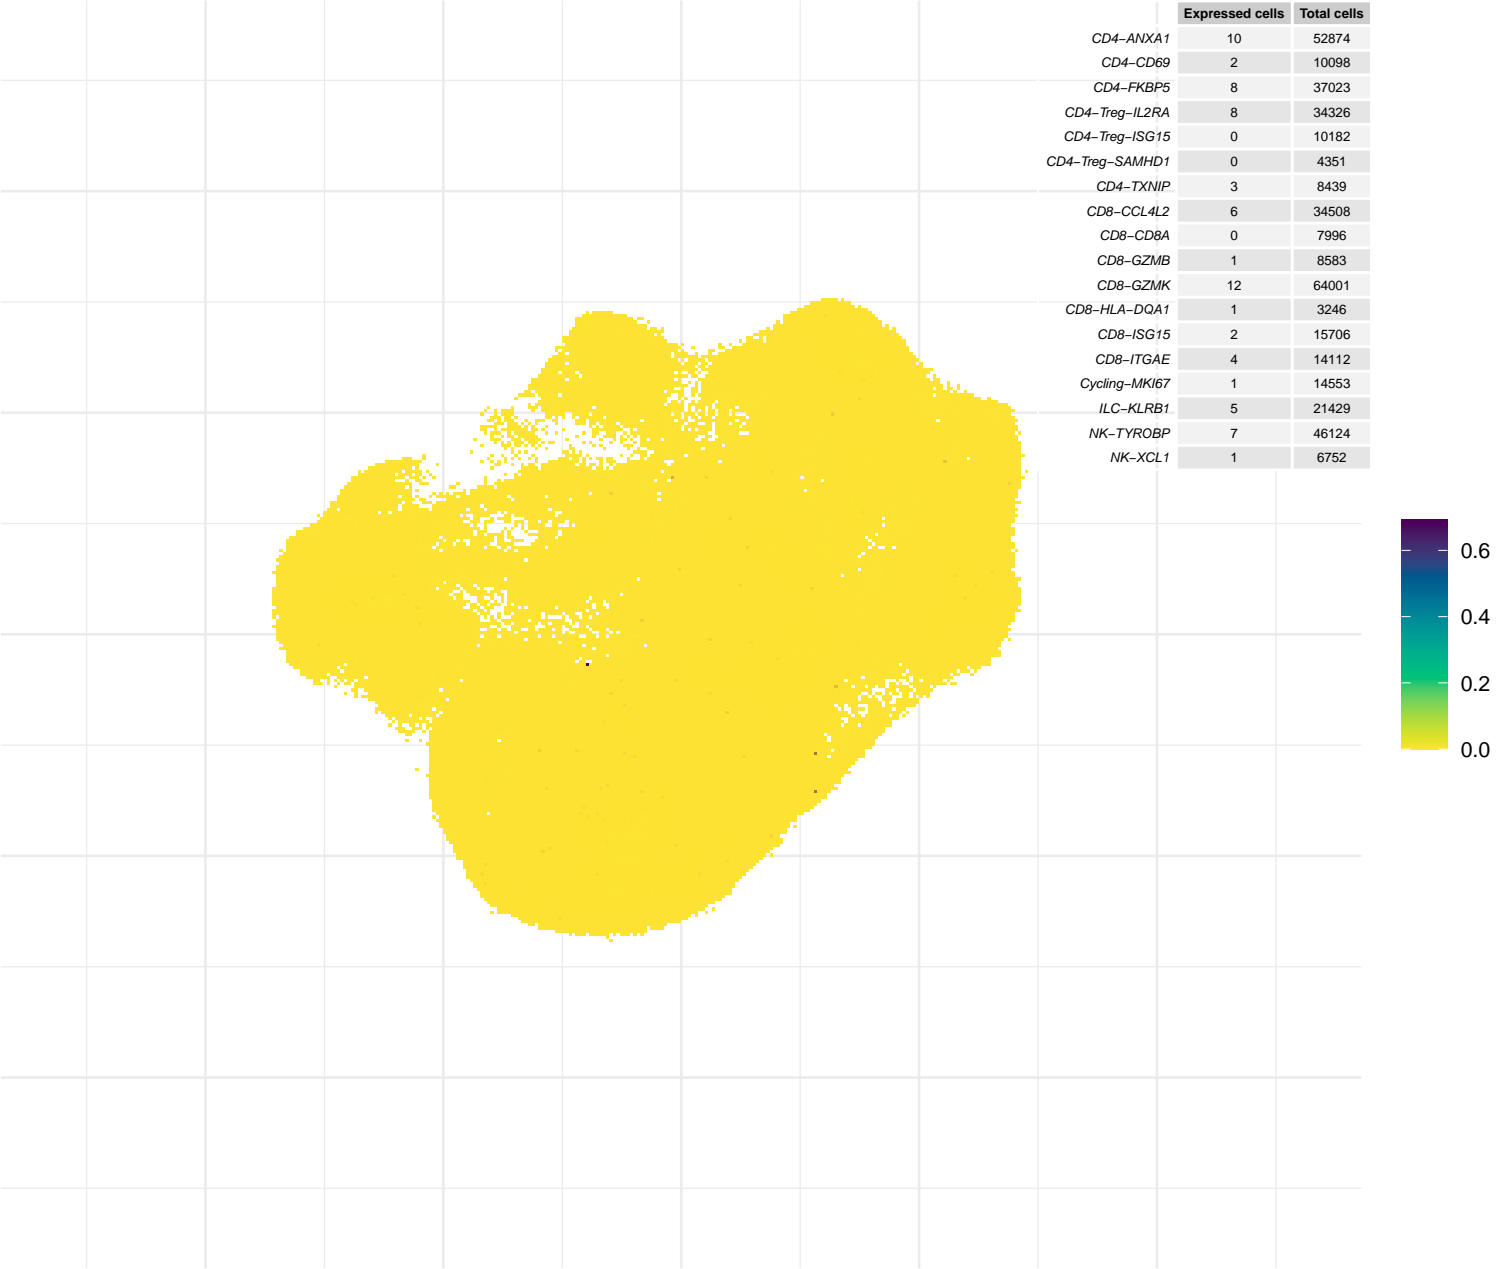 Expressed cells Total cells
CD4−ANXA1 10 52874
CD4−CD69 2 10098
CD4−FKBP5 8 37023
CD4−Treg−IL2RA 8 34326
CD4−Treg−ISG15 0 10182
CD4−Treg−SAMHD1 0 4351
CD4−TXNIP 3 8439
CD8−CCL4L2 6 34508
CD8−CD8A 0 7996
CD8−GZMB 1 8583
CD8−GZMK 12 64001
CD8−HLA−DQA1 1 3246
CD8−ISG15 2 15706
CD8−ITGAE 4 14112
Cycling−MKI67 1 14553
ILC−KLRB1 5 21429
NK−TYROBP 7 46124
NK−XCL1 1 6752
0.6
0.4
0.2
0.0